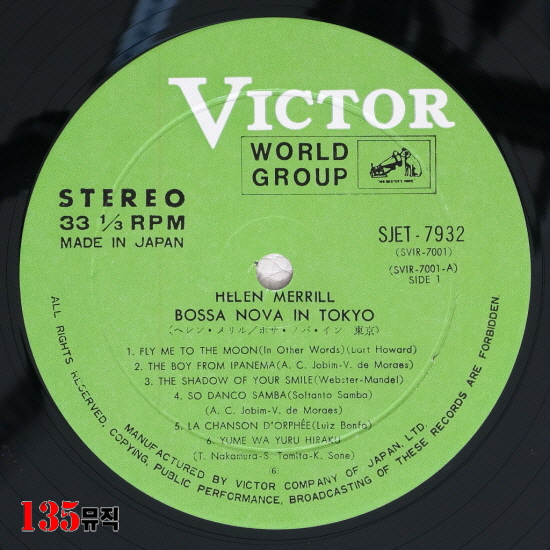 VICTOR
WORLD
GROUP
"HIS MASTER'S VOICE"
STEREO
33 1/3 RPM
MADE IN JAPAN
SJET-7932
(SVIR-7001)
(SVIR-7001-A)
SIDE 1
HELEN MERRILL
BOSSA NOVA IN TOKYO
(ヘレン・メリル/ボサ・ノバ・イン 東京)
1. FLY ME TO THE MOON(In Other Words)(Bart Howard)
2. THE BOY FROM IPANEMA(A. C. Jobim-V. de Moraes)
3. THE SHADOW OF YOUR SMILE(Webster-Mandel)
4. SO DANCO SAMBA(Soltanto Samba)
(A. C. Jobim-V. de Moraes)
5. LA CHANSON D'ORPHÉE(Luiz Bonfa)
6. YUME WA YURU HIRAKU
(T. Nakamura-S. Tomita-K. Sone)
6
ALL RIGHTS RESERVED, COPYING, PUBLIC PERFORMANCE, BROADCASTING OF THESE RECORDS ARE FORBIDDEN.
MANUFACTURED BY VICTOR COMPANY OF JAPAN, LTD.
135뮤직